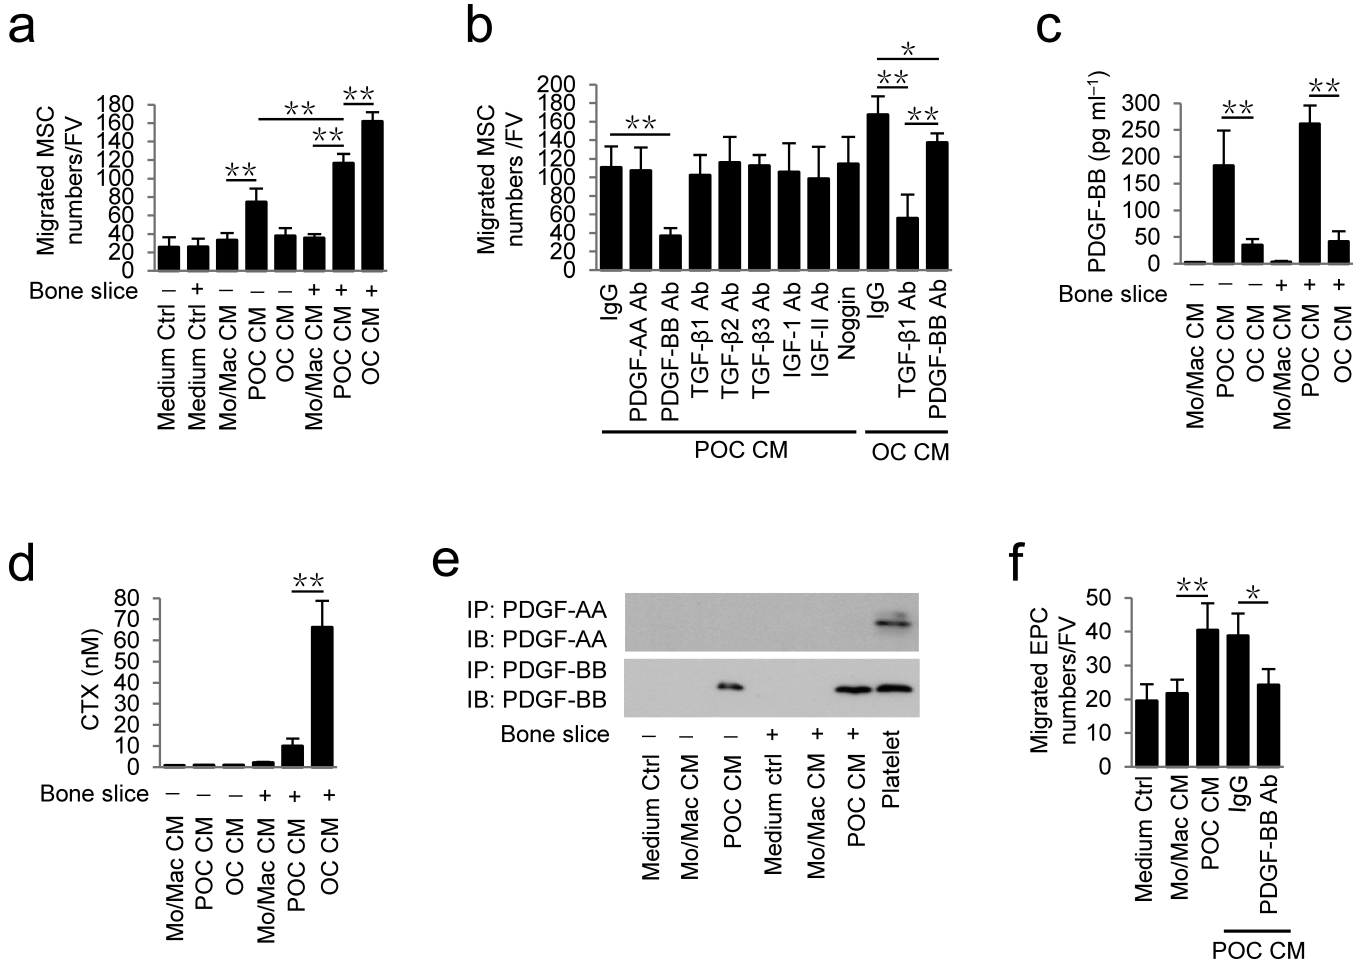 a
Migrated MSC
numbers/FV
180
160
140
120
100
80
60
40
20
0
** ** ** **
Bone slice − + − − − + + +
Medium Ctrl
Medium Ctrl
Mo/Mac CM
POC CM
OC CM
Mo/Mac CM
POC CM
OC CM
b
Migrated MSC
numbers /FV
200
180
160
140
120
100
80
60
40
20
0
** * ** **
IgG
PDGF-AA Ab
PDGF-BB Ab
TGF-β1 Ab
TGF-β2 Ab
TGF-β3 Ab
IGF-1 Ab
IGF-II Ab
Noggin
IgG
TGF-β1 Ab
PDGF-BB Ab
POC CM
OC CM
c
PDGF-BB (pg ml⁻¹)
300
250
200
150
100
50
0
** **
Bone slice − − − + + +
Mo/Mac CM
POC CM
OC CM
Mo/Mac CM
POC CM
OC CM
d
CTX (nM)
80
70
60
50
40
30
20
10
0
**
Bone slice − − − + + +
Mo/Mac CM
POC CM
OC CM
Mo/Mac CM
POC CM
OC CM
e
IP: PDGF-AA
IB: PDGF-AA
IP: PDGF-BB
IB: PDGF-BB
Bone slice − − − + + +
Medium Ctrl
Mo/Mac CM
POC CM
Medium ctrl
Mo/Mac CM
POC CM
Platelet
f
Migrated EPC
numbers/FV
50
40
30
20
10
0
** *
Medium Ctrl
Mo/Mac CM
POC CM
IgG
PDGF-BB Ab
POC CM